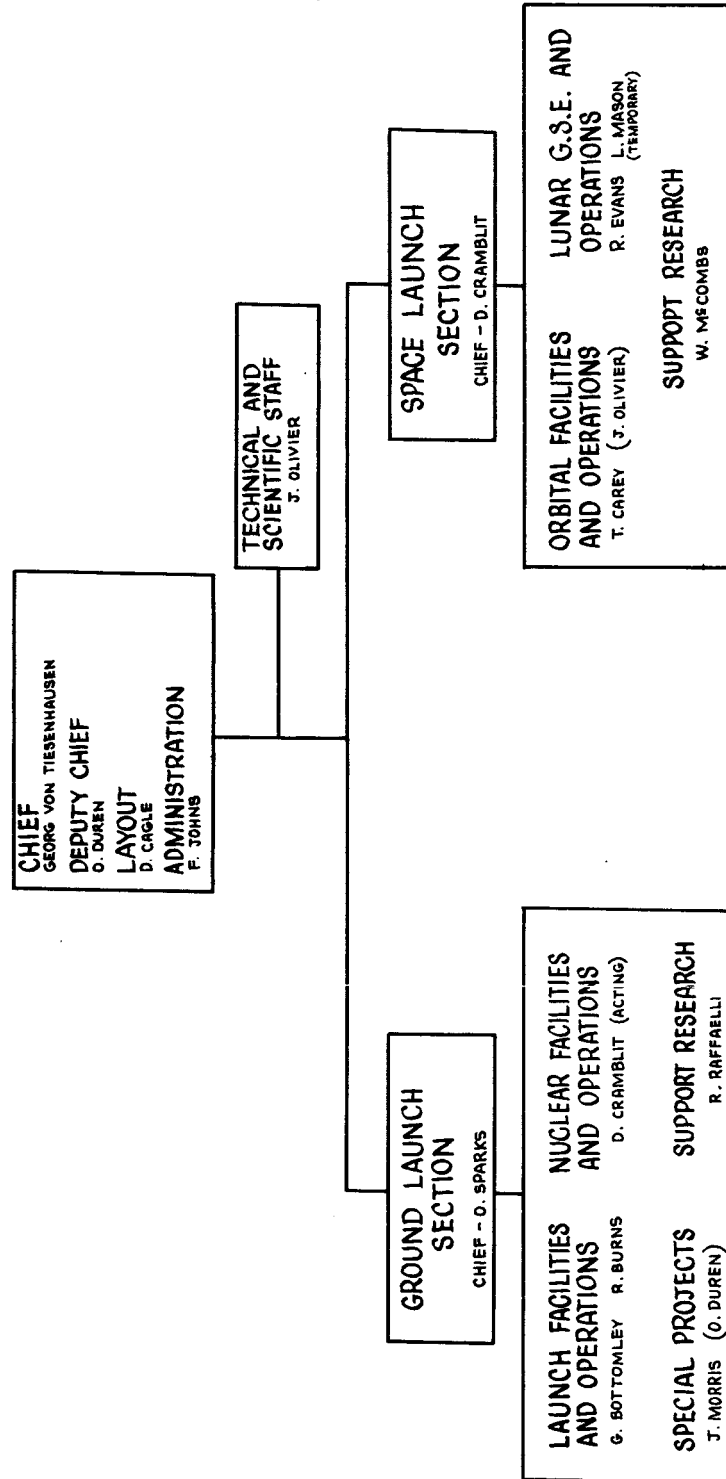 CHIEF
GEORG VON TIESENHAUSEN
DEPUTY CHIEF
O. DUREN
LAYOUT
D. CAGLE
ADMINISTRATION
F. JOHNS
TECHNICAL AND
SCIENTIFIC STAFF
J. OLIVIER
GROUND LAUNCH
SECTION
CHIEF - O. SPARKS
SPACE LAUNCH
SECTION
CHIEF - D. CRAMBLIT
LAUNCH FACILITIES
AND OPERATIONS
G. BOTTOMLEY R. BURNS
NUCLEAR FACILITIES
AND OPERATIONS
D. CRAMBLIT (ACTING)
SPECIAL PROJECTS
J. MORRIS (O. DUREN)
SUPPORT RESEARCH
R. RAFFAELLI
ORBITAL FACILITIES
AND OPERATIONS
T. CAREY (J. OLIVIER)
LUNAR G.S.E. AND
OPERATIONS
R. EVANS L. MASON
(TEMPORARY)
SUPPOPT RESEARCH
W. McCOMBS